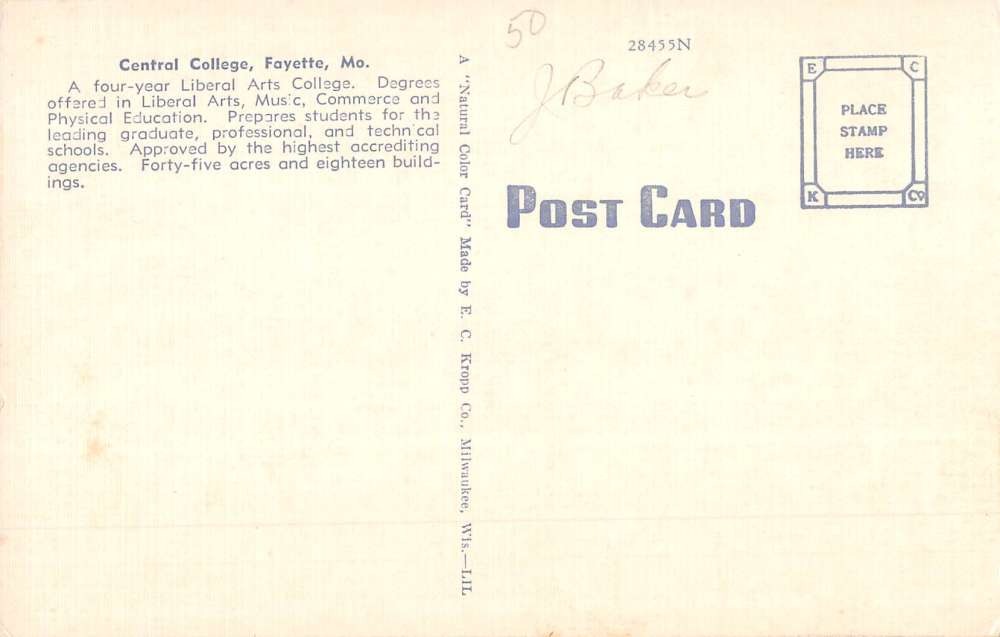 Central College, Fayette, Mo.
A four-year Liberal Arts College. Degrees
offered in Liberal Arts, Music, Commerce and
Physical Education. Prepares students for the
leading graduate, professional, and technical
schools. Approved by the highest accrediting
agencies. Forty-five acres and eighteen build-
ings.
A "Natural Color Card" Made by E. C. Kropp Co., Milwaukee, Wis.—LIL
50
28455N
J Baker
POST CARD
E C
PLACE
STAMP
HERE
K Co